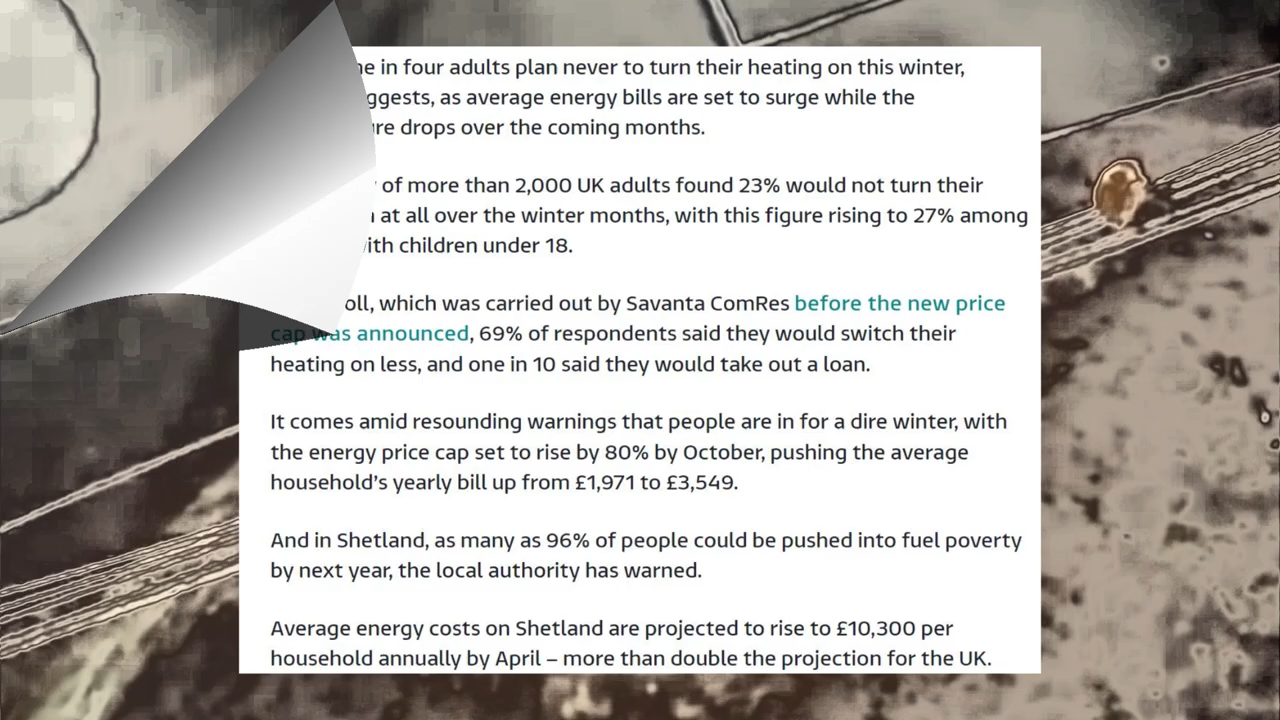 in four adults plan never to turn their heating on this winter,
as average energy bills are set to surge while the
drops over the coming months.
of more than 2,000 UK adults found 23% would not turn their
at all over the winter months, with this figure rising to 27% among
children under 18.
which was carried out by Savanta ComRes before the new price
cap was announced, 69% of respondents said they would switch their
heating on less, and one in 10 said they would take out a loan.
It comes amid resounding warnings that people are in for a dire winter, with
the energy price cap set to rise by 80% by October, pushing the average
household’s yearly bill up from £1,971 to £3,549.
And in Shetland, as many as 96% of people could be pushed into fuel poverty
by next year, the local authority has warned.
Average energy costs on Shetland are projected to rise to £10,300 per
household annually by April – more than double the projection for the UK.